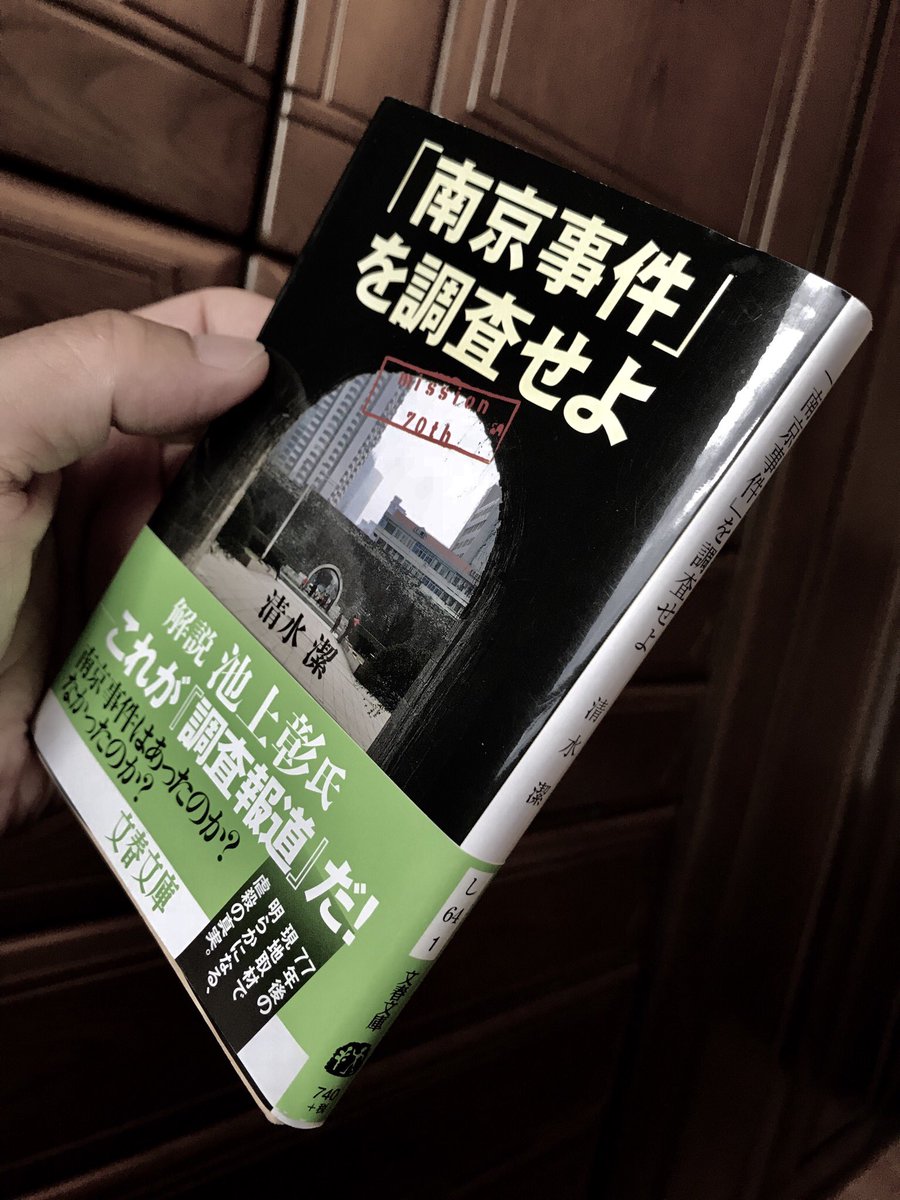 「南京事件」
を調査せよ
mission
70th
清水 潔
解説 池上彰氏
これが『調査報道』だ!
南京事件はあったのか?
なかったのか?
文春文庫
77年後の
現地取材で
明らかになる、
虐殺の真実。
「南京事件」を調査せよ 清水 潔
し
64
1
文春文庫
740